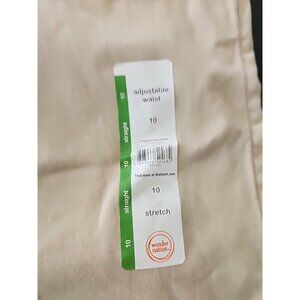 adjustable
waist
10
Find more at Walmart.com
10
stretch
wonder
nation
10
straight
10
straight
10